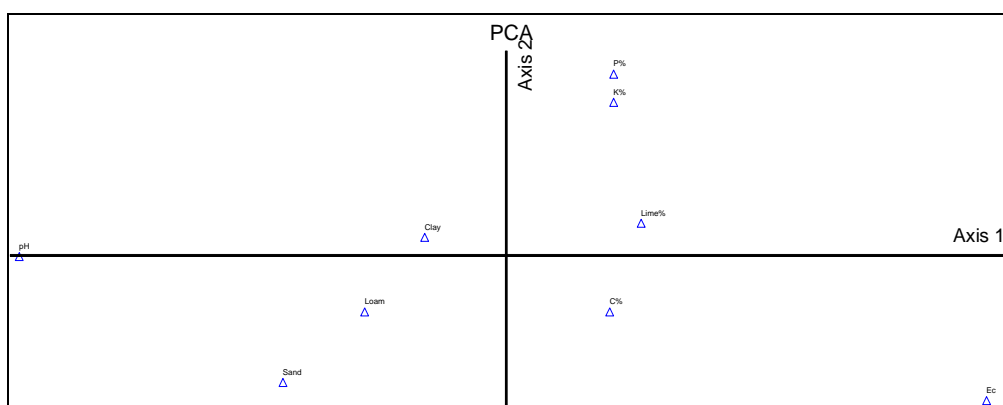 PCA
Axis 2
P%
K%
Lime%
Clay
Axis 1
pH
Loam
C%
Sand
Ec